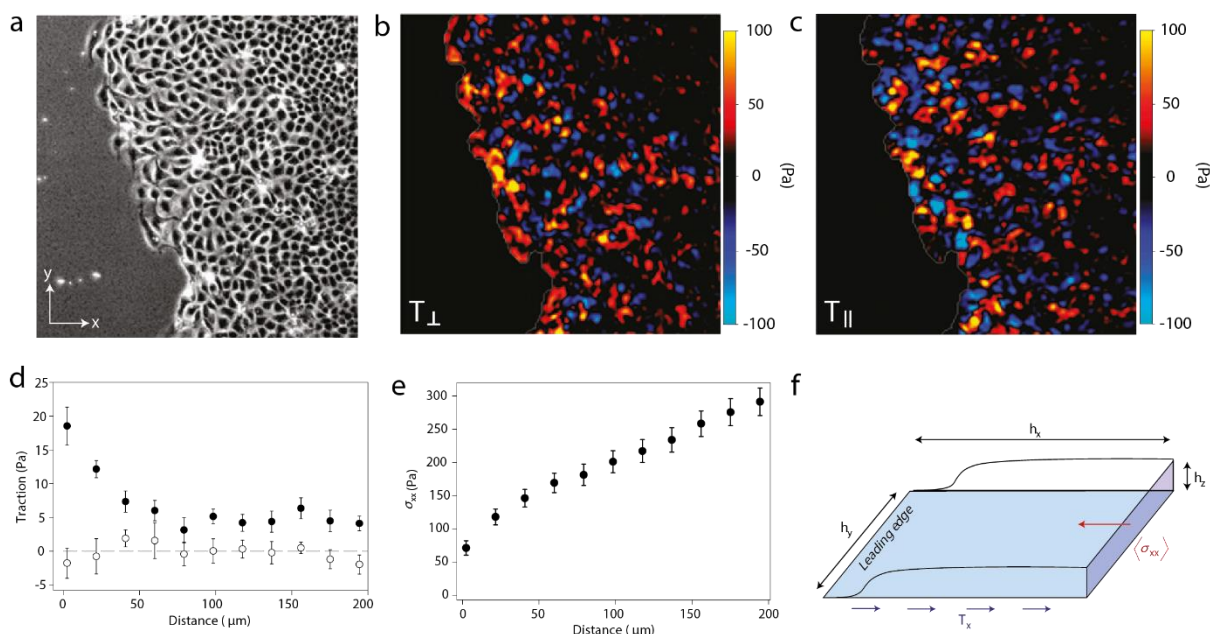 a
y
x
b
T⊥
100
50
0
-50
-100
(Pa)
c
T||
100
50
0
-50
-100
(Pa)
d
Traction (Pa)
25
20
15
10
5
0
-5
0
50
100
150
200
Distance ( μm)
e
σxx (Pa)
300
250
200
150
100
50
0
0
50
100
150
200
Distance ( μm)
f
hx
hz
hy
Leading edge
⟨σxx⟩
Tx